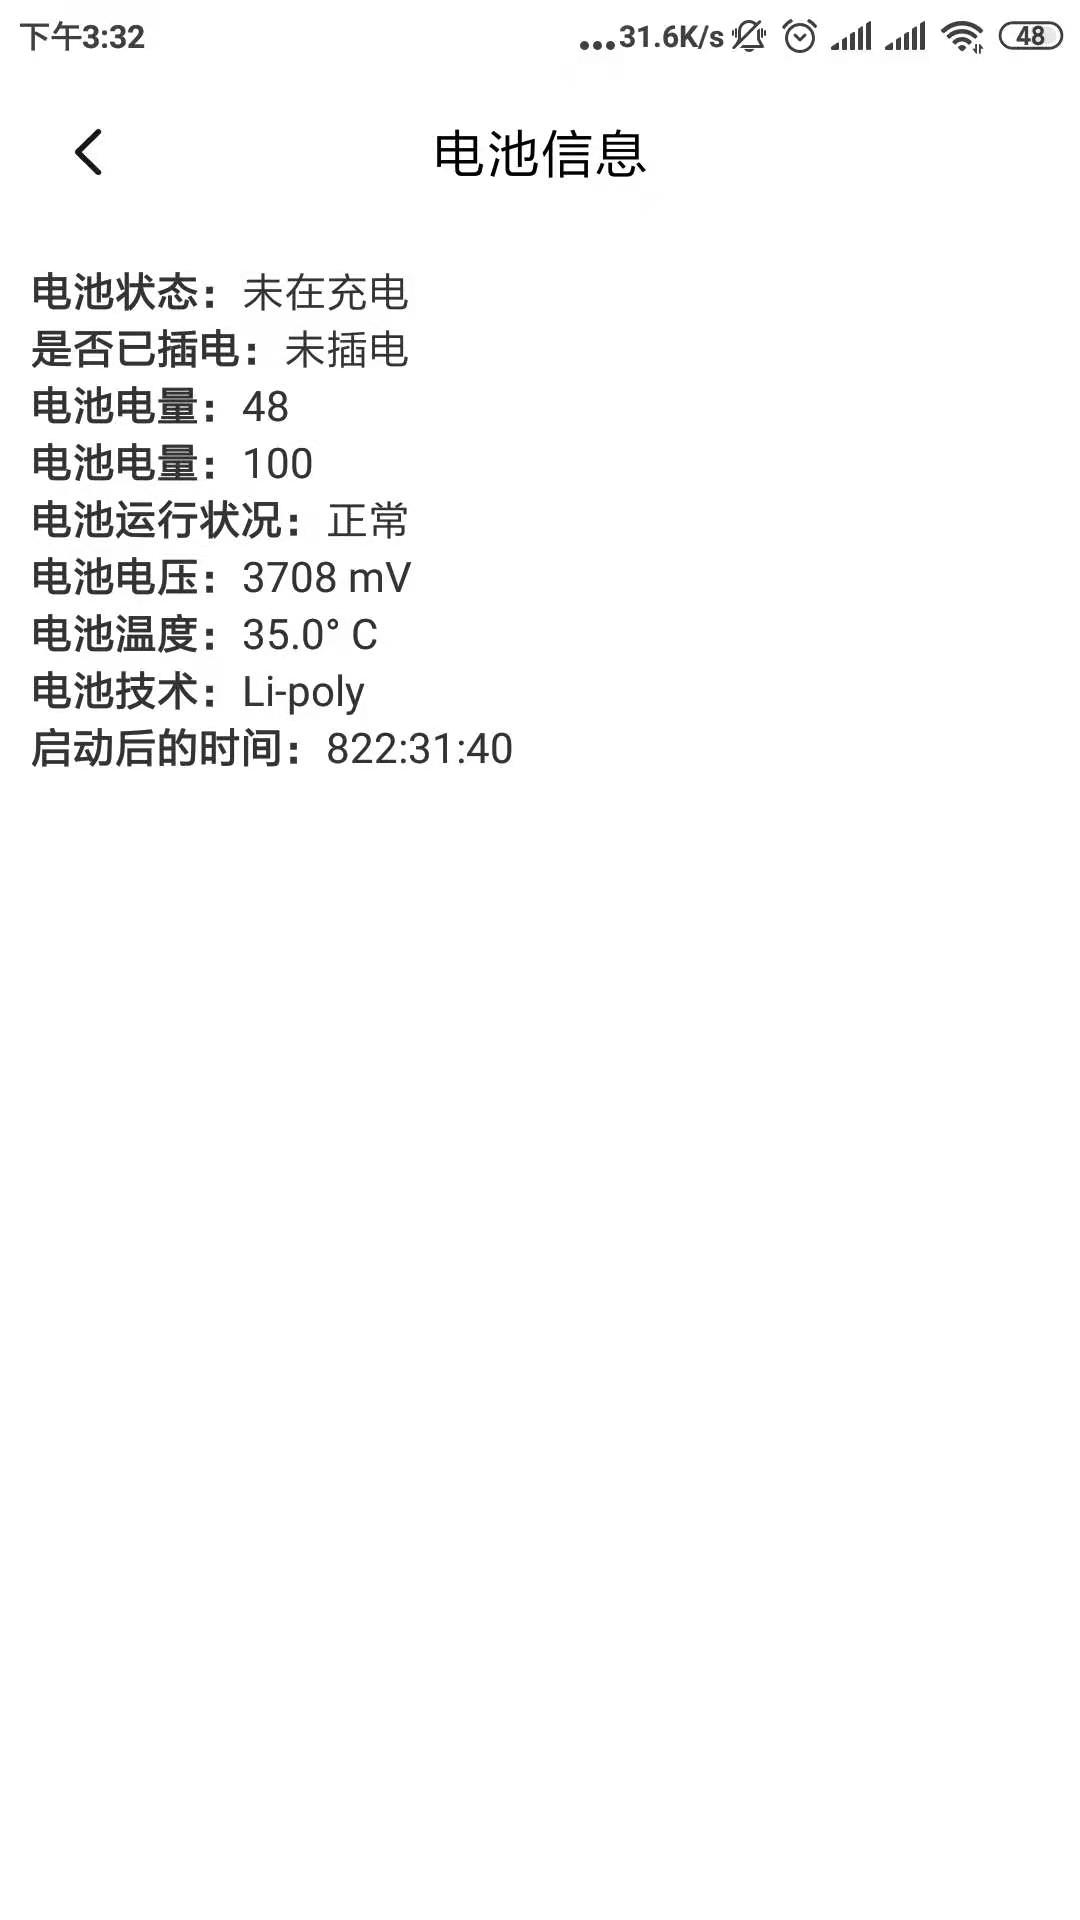 下午3:32
...31.6K/s 48
电池信息
电池状态：未在充电
是否已插电：未插电
电池电量：48
电池电量：100
电池运行状况：正常
电池电压：3708 mV
电池温度：35.0° C
电池技术：Li-poly
启动后的时间：822:31:40